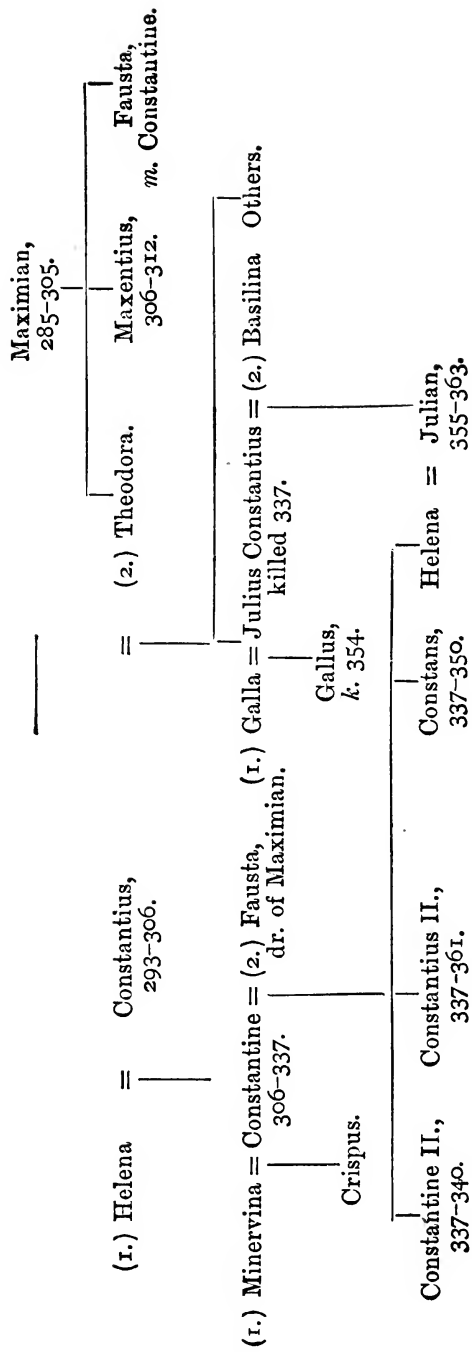 Maximian,
285-305.
(2.) Theodora. Maxentius, Fausta,
306-312. m. Constantine.
(1.) Helena = Constantius, =
293-306.
(1.) Minervina = Constantine = (2.) Fausta, (1.) Galla = Julius Constantius = (2.) Basilina Others.
306-337. dr. of Maximian. killed 337.
Crispus. Gallus,
k. 354.
Constantine II., Constantius II., Constans, Helena = Julian,
337-340. 337-361. 337-350. 355-363.